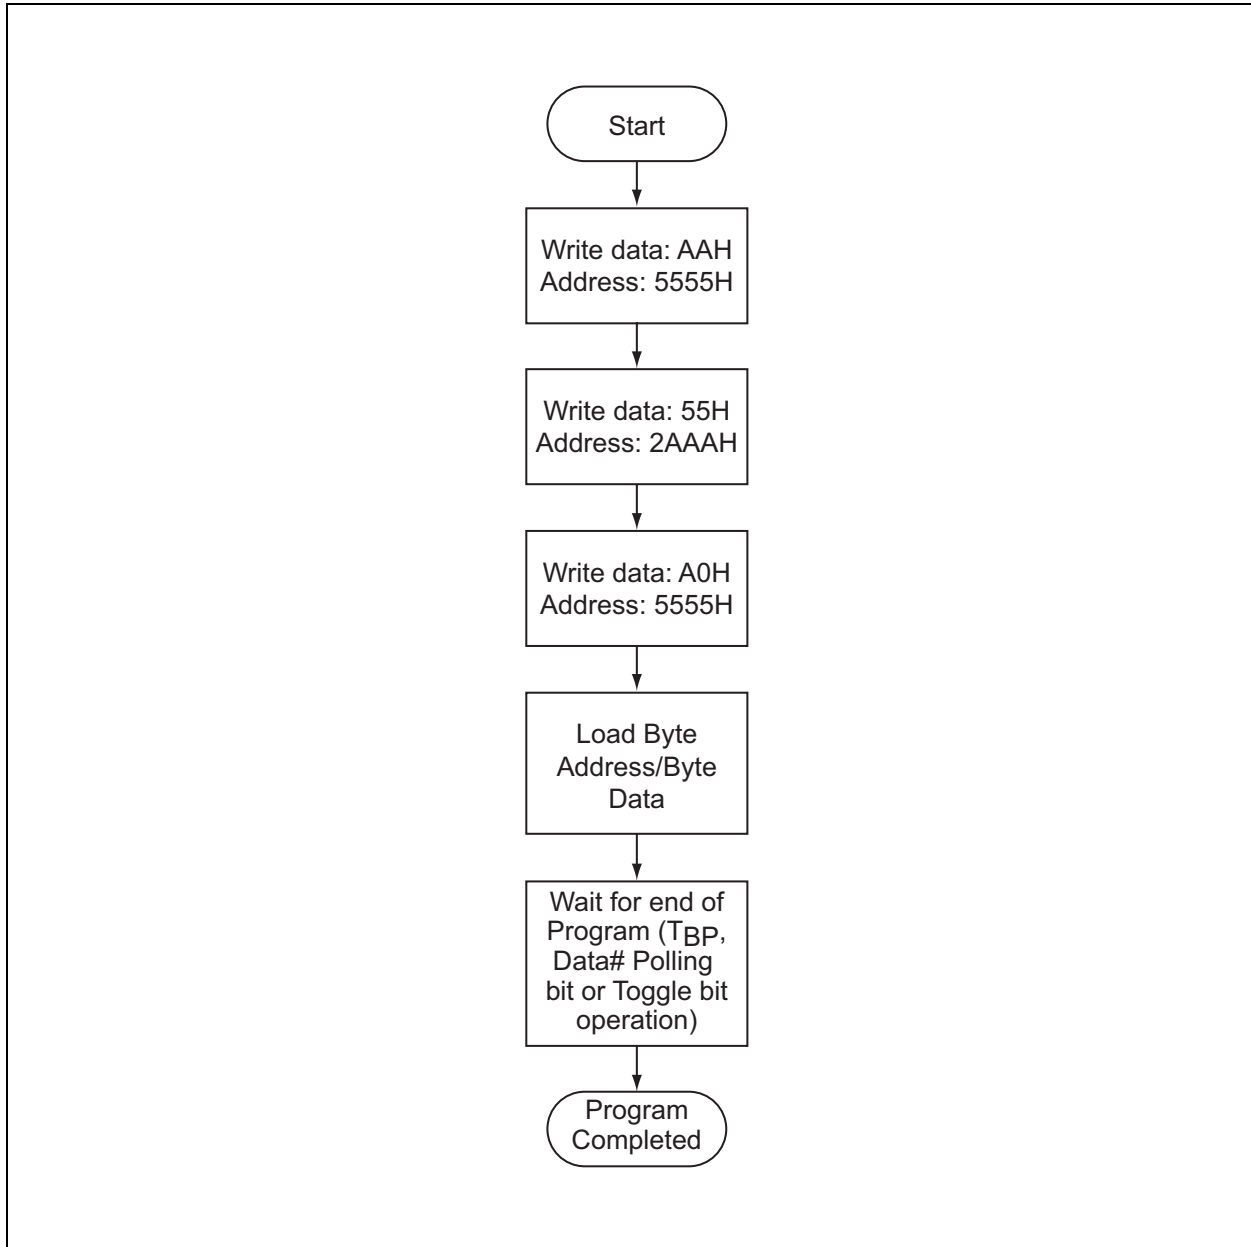 Start
Write data: AAH
Address: 5555H
Write data: 55H
Address: 2AAAH
Write data: A0H
Address: 5555H
Load Byte
Address/Byte
Data
Wait for end of
Program (TBP,
Data# Polling
bit or Toggle bit
operation)
Program
Completed